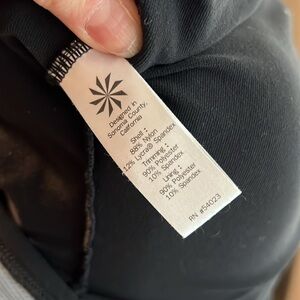 Designed in
Sonoma County,
California
Shell:
88% Nylon
12% Lycra® Spandex
Trimming:
90% Polyester
10% Spandex
Lining:
90% Polyester
10% Spandex
RN #54023